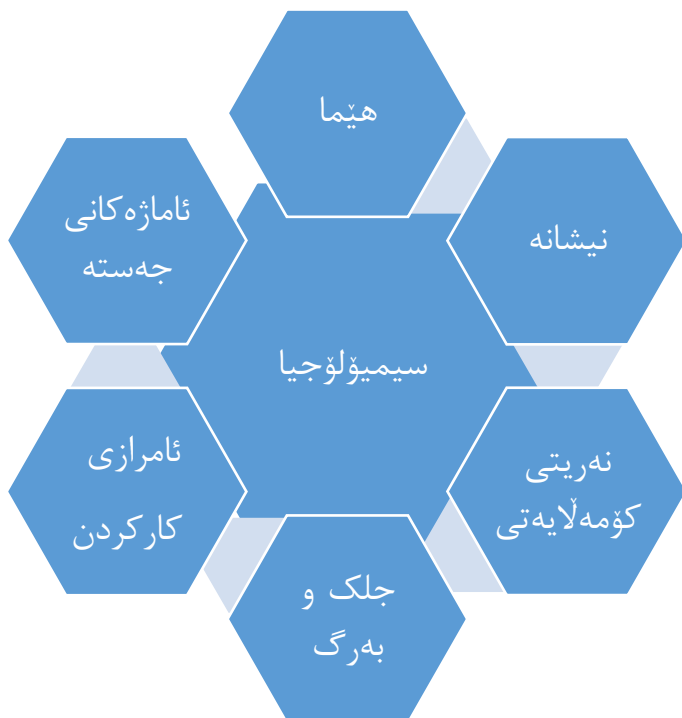 هێما
نیشانە
نەریتی
کۆمەڵایەتی
جلک و
بەرگ
ئامرازی
کارکردن
ئاماژەکانی
جەستە
سیمیۆلۆجیا